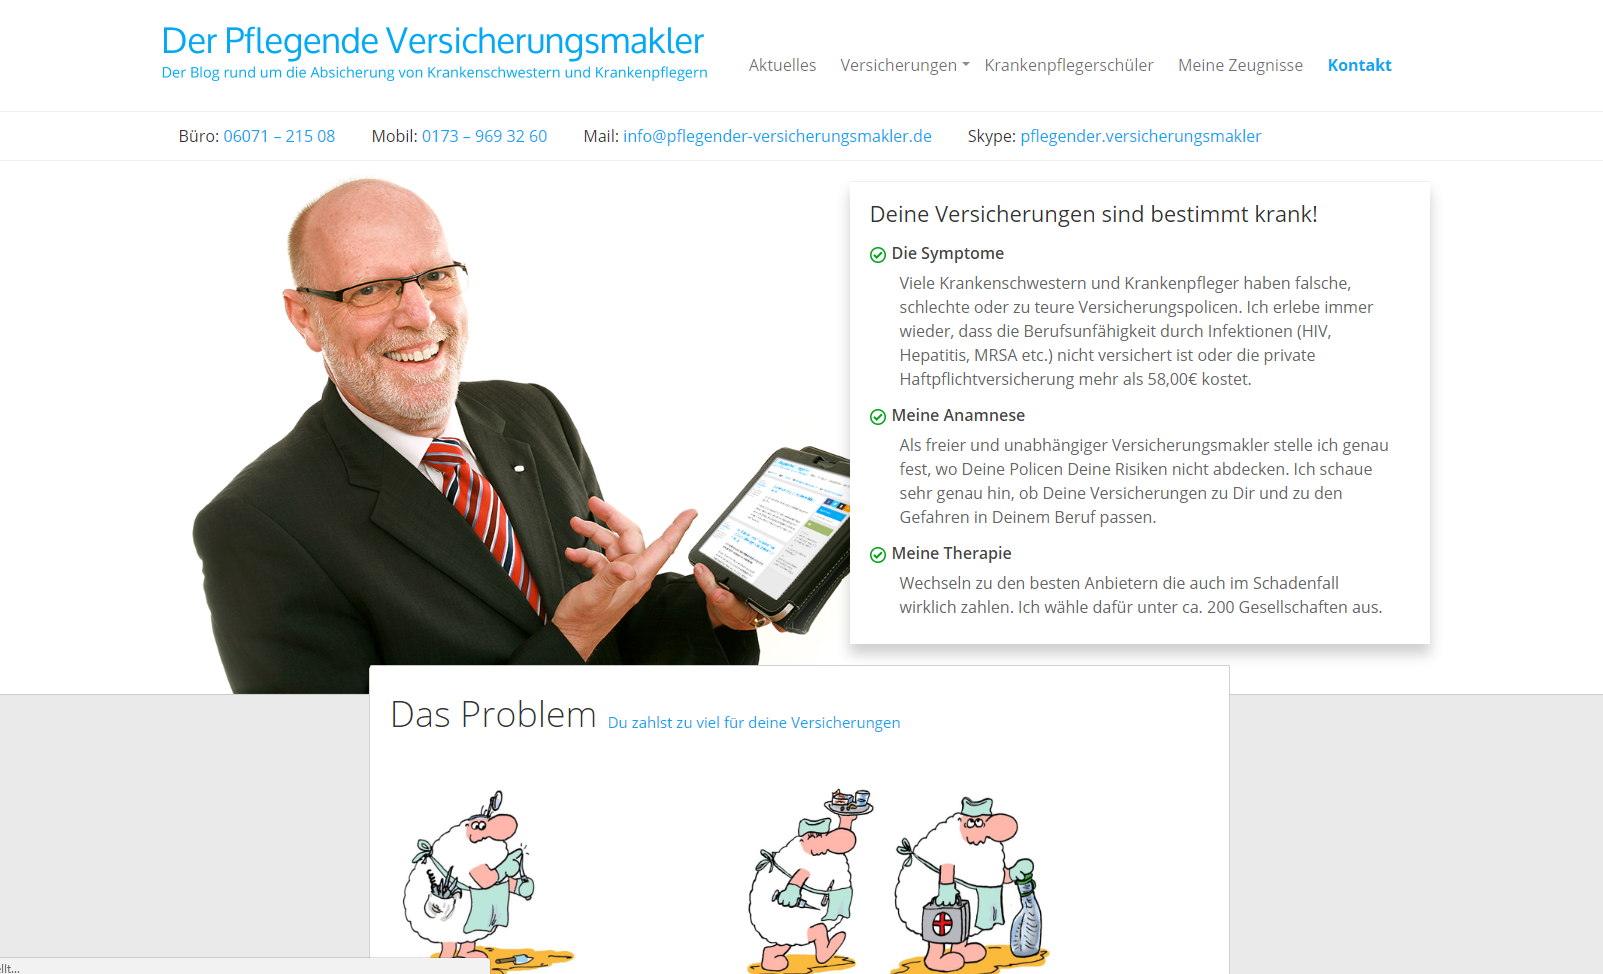 Der Pflegende Versicherungsmakler
Der Blog rund um die Absicherung von Krankenschwestern und Krankenpflegern
Aktuelles Versicherungen Krankenpflegerschüler Meine Zeugnisse Kontakt
Büro: 06071 – 215 08 Mobil: 0173 – 969 32 60 Mail: info@pflegender-versicherungsmakler.de Skype: pflegender.versicherungsmakler
Deine Versicherungen sind bestimmt krank!
Die Symptome
Viele Krankenschwestern und Krankenpfleger haben falsche,
schlechte oder zu teure Versicherungspolicen. Ich erlebe immer
wieder, dass die Berufsunfähigkeit durch Infektionen (HIV,
Hepatitis, MRSA etc.) nicht versichert ist oder die private
Haftpflichtversicherung mehr als 58,00€ kostet.
Meine Anamnese
Als freier und unabhängiger Versicherungsmakler stelle ich genau
fest, wo Deine Policen Deine Risiken nicht abdecken. Ich schaue
sehr genau hin, ob Deine Versicherungen zu Dir und zu den
Gefahren in Deinem Beruf passen.
Meine Therapie
Wechseln zu den besten Anbietern die auch im Schadenfall
wirklich zahlen. Ich wähle dafür unter ca. 200 Gesellschaften aus.
Das Problem Du zahlst zu viel für deine Versicherungen